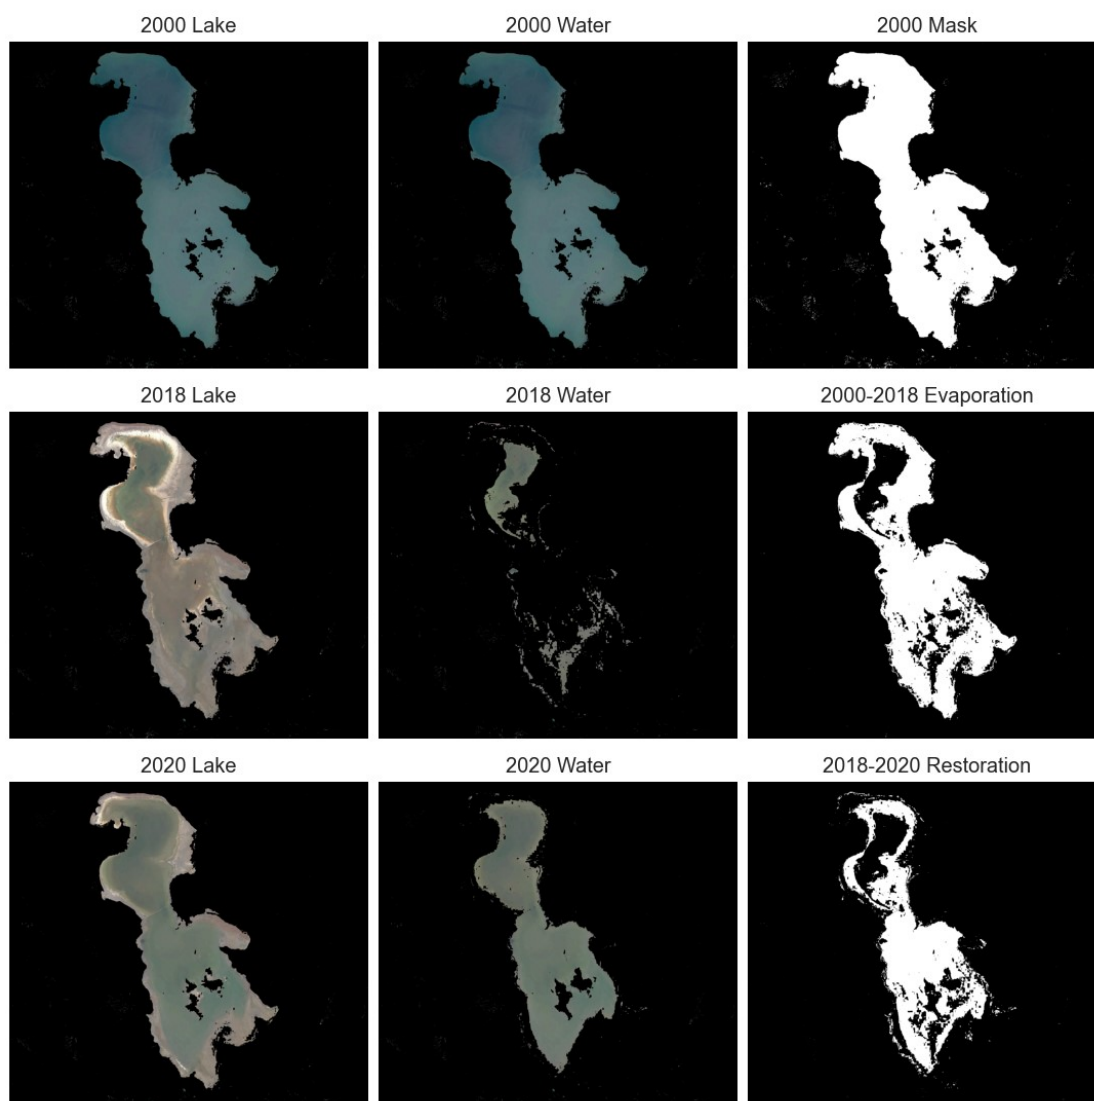 2000 Lake
2000 Water
2000 Mask
2018 Lake
2018 Water
2000-2018 Evaporation
2020 Lake
2020 Water
2018-2020 Restoration